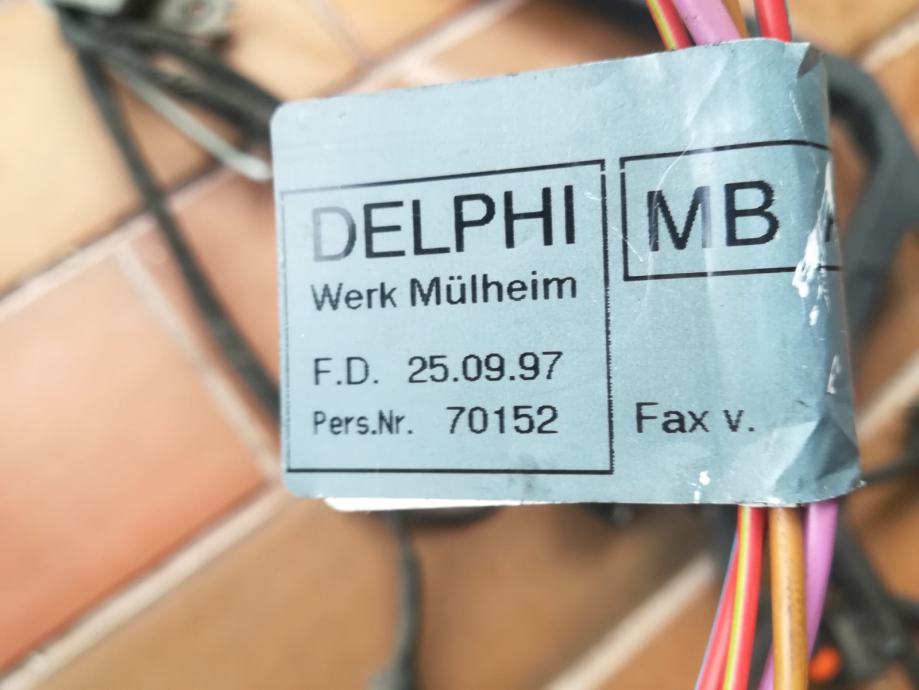 DELPHI
Werk Mülheim
F.D. 25.09.97
Pers.Nr. 70152
MB
Fax v.